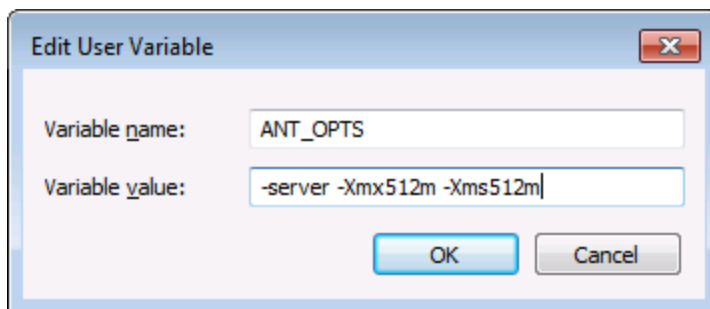 Edit User Variable
Variable name: ANT_OPTS
Variable value: -server -Xmx512m -Xms512m
OK Cancel